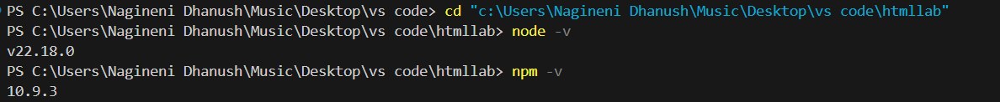 PS C:\Users\Nagineni Dhanush\Music\Desktop\vs code> cd "c:\Users\Nagineni Dhanush\Music\Desktop\vs code\htmllab"
PS C:\Users\Nagineni Dhanush\Music\Desktop\vs code\htmllab> node -v
v22.18.0
PS C:\Users\Nagineni Dhanush\Music\Desktop\vs code\htmllab> npm -v
10.9.3